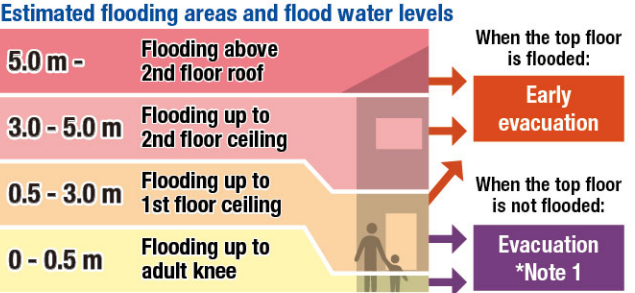 Estimated flooding areas and flood water levels
5.0 m -
Flooding above
2nd floor roof
3.0 - 5.0 m
Flooding up to
2nd floor ceiling
0.5 - 3.0 m
Flooding up to
1st floor ceiling
0 - 0.5 m
Flooding up to
adult knee
When the top floor
is flooded:
Early
evacuation
When the top floor
is not flooded:
Evacuation
*Note 1